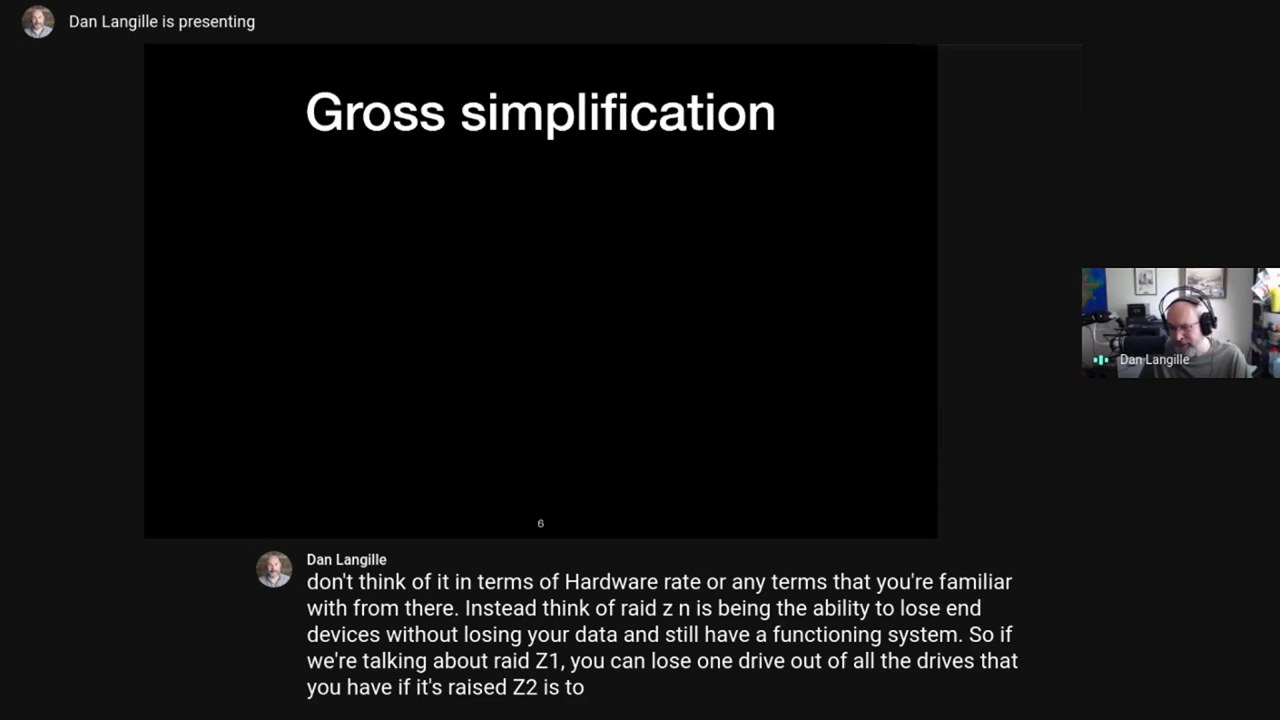 Dan Langille is presenting
Gross simplification
6
Dan Langille
Dan Langille
don't think of it in terms of Hardware rate or any terms that you're familiar
with from there. Instead think of raid z n is being the ability to lose end
devices without losing your data and still have a functioning system. So if
we're talking about raid Z1, you can lose one drive out of all the drives that
you have if it's raised Z2 is to